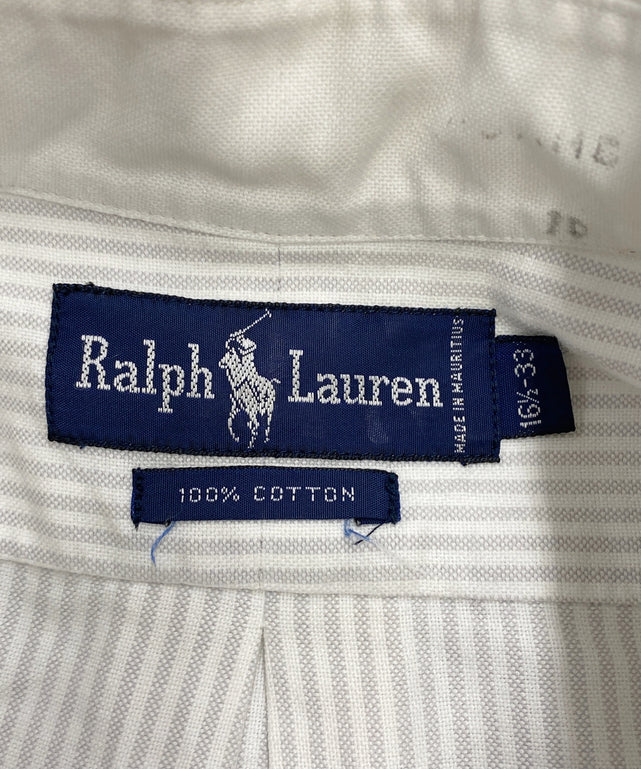 Ralph Lauren
MADE IN MAURITIUS
16½-33
100% COTTON